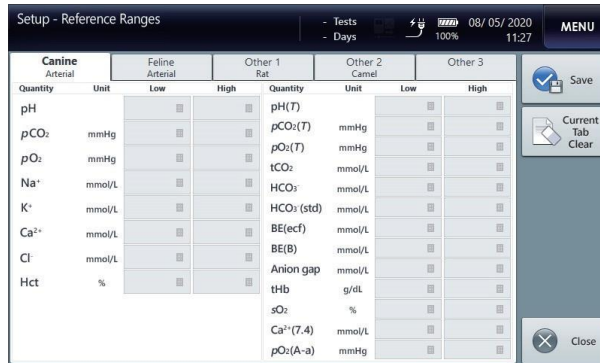 Setup - Reference Ranges
- Tests
- Days
100%
08/ 05/ 2020
11:27
MENU
Canine
Arterial
Feline
Arterial
Other 1
Rat
Other 2
Camel
Other 3
Quantity Unit Low High
pH
pCO₂ mmHg
pO₂ mmHg
Na⁺ mmol/L
K⁺ mmol/L
Ca²⁺ mmol/L
Cl⁻ mmol/L
Hct %
Quantity Unit Low High
pH(T)
pCO₂(T) mmHg
pO₂(T) mmHg
tCO₂ mmol/L
HCO₃⁻ mmol/L
HCO₃⁻(std) mmol/L
BE(ecf) mmol/L
BE(B) mmol/L
Anion gap mmol/L
tHb g/dL
sO₂ %
Ca²⁺(7.4) mmol/L
pO₂(A-a) mmHg
Save
Current
Tab
Clear
Close